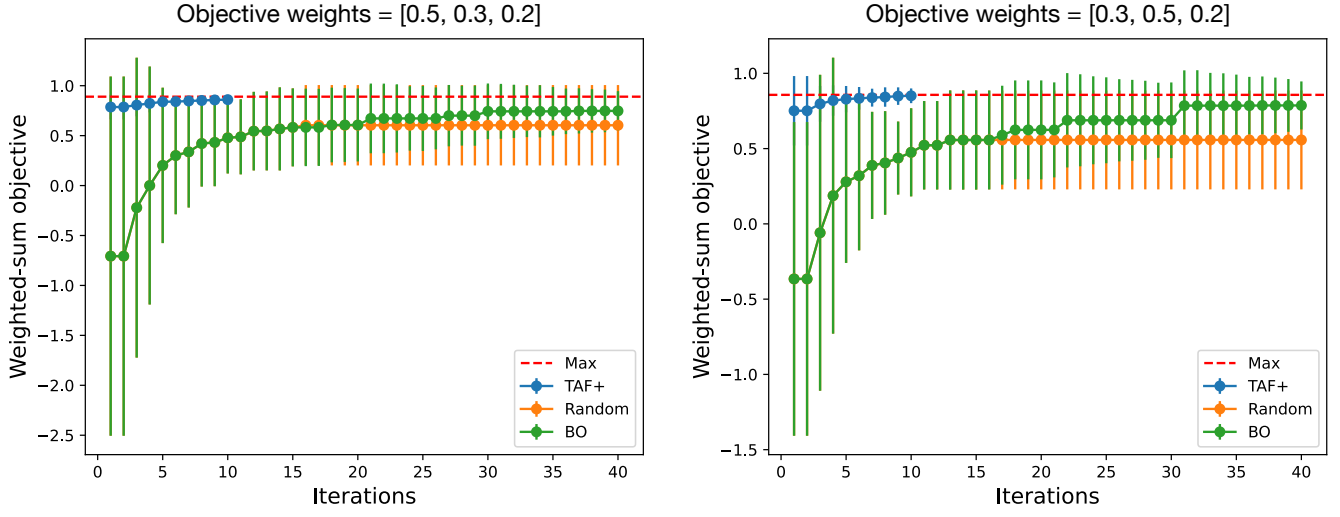 Objective weights = [0.5, 0.3, 0.2]
Weighted-sum objective
1.0
0.5
0.0
−0.5
−1.0
−1.5
−2.0
−2.5
0 5 10 15 20 25 30 35 40
Iterations
Max
TAF+
Random
BO
Objective weights = [0.3, 0.5, 0.2]
Weighted-sum objective
1.0
0.5
0.0
−0.5
−1.0
−1.5
0 5 10 15 20 25 30 35 40
Iterations
Max
TAF+
Random
BO